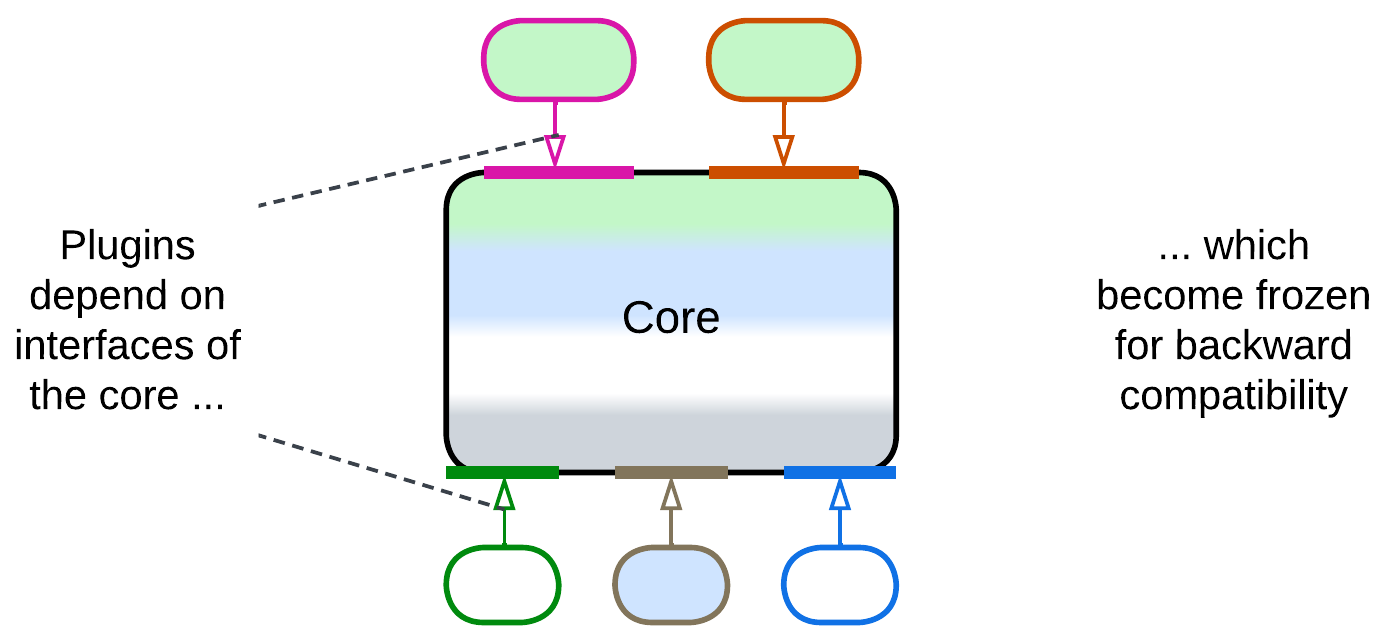 Plugins
depend on
interfaces of
the core ...
Core
... which
become frozen
for backward
compatibility